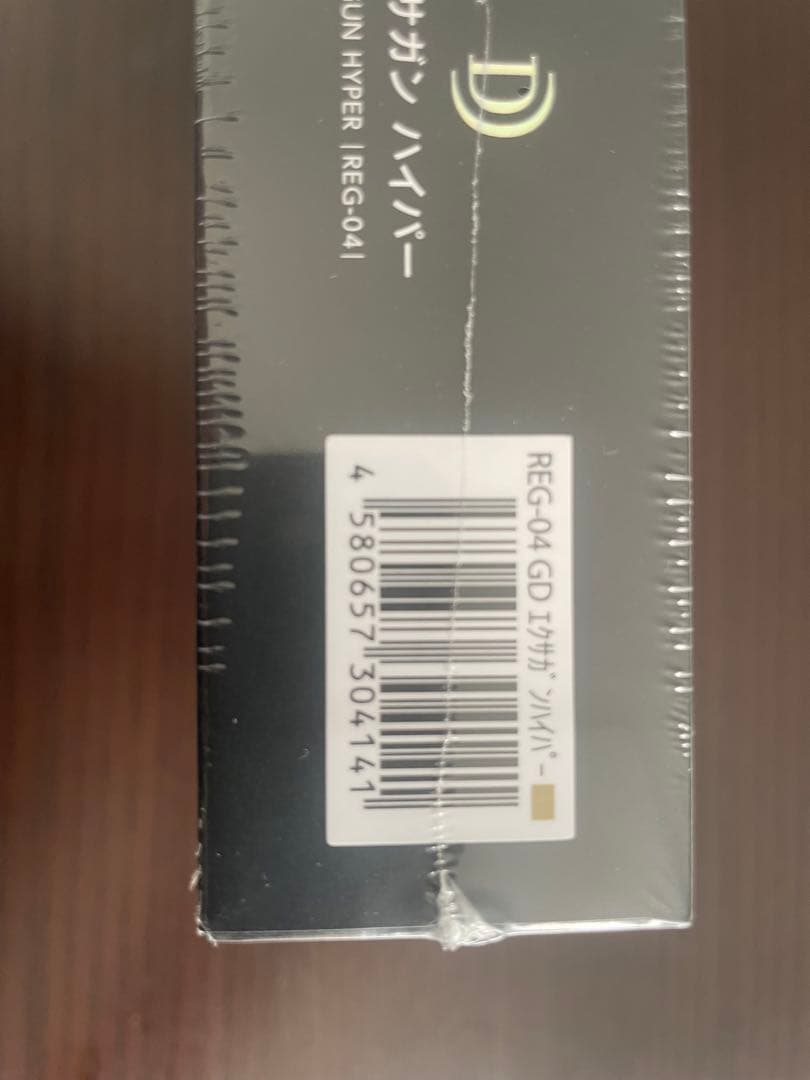 D
サガン ハイパー
GUN HYPER |REG-04|
REG-04 GD ｴｸｻｶﾞﾝﾊｲﾊﾟｰ
4 580657 304141